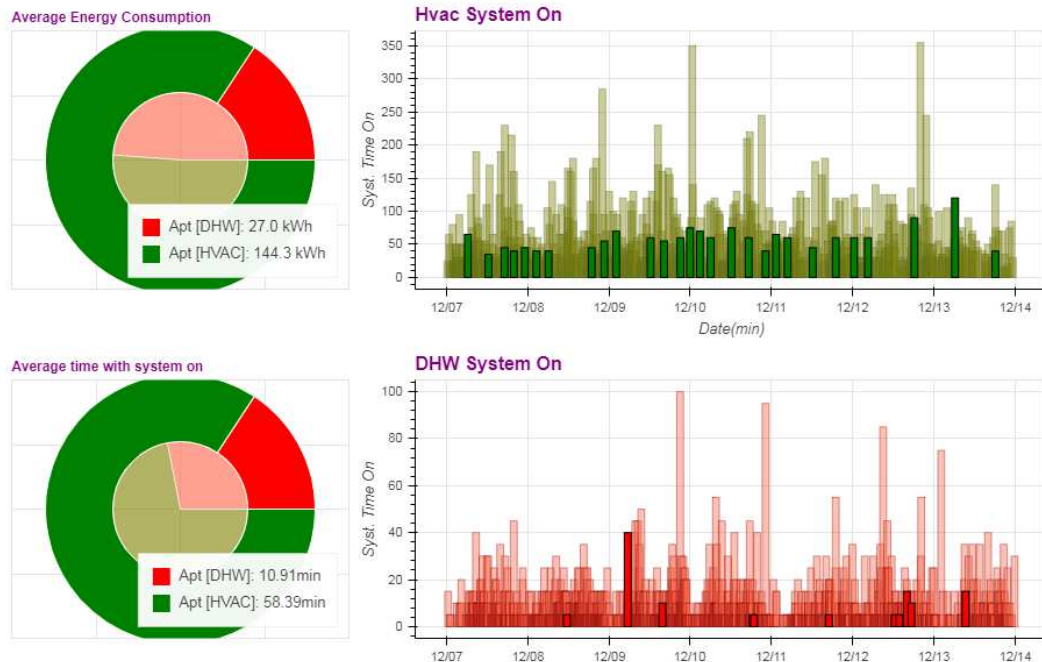 Average Energy Consumption
Apt [DHW]: 27.0 kWh
Apt [HVAC]: 144.3 kWh
Hvac System On
Syst. Time On
350
300
250
200
150
100
50
0
12/07 12/08 12/09 12/10 12/11 12/12 12/13 12/14
Date(min)
Average time with system on
Apt [DHW]: 10.91min
Apt [HVAC]: 58.39min
DHW System On
Syst. Time On
100
80
60
40
20
0
12/07 12/08 12/09 12/10 12/11 12/12 12/13 12/14